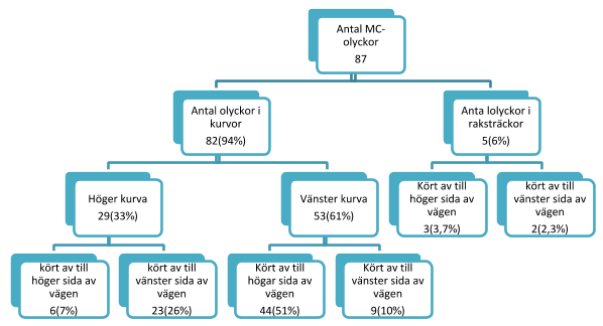 Antal MC-
olyckor
87
Antal olyckor i
kurvor
82(94%)
Anta lolyckor i
raksträckor
5(6%)
Höger kurva
29(33%)
Vänster kurva
53(61%)
Kört av till
höger sida av
vägen
3(3,7%)
kört av till
vänster sida av
vägen
2(2,3%)
kört av till
höger sida av
vägen
6(7%)
kört av till
vänster sida av
vägen
23(26%)
Kört av till
högar sida av
vägen
44(51%)
Kört av till
vänster sida av
vägen
9(10%)